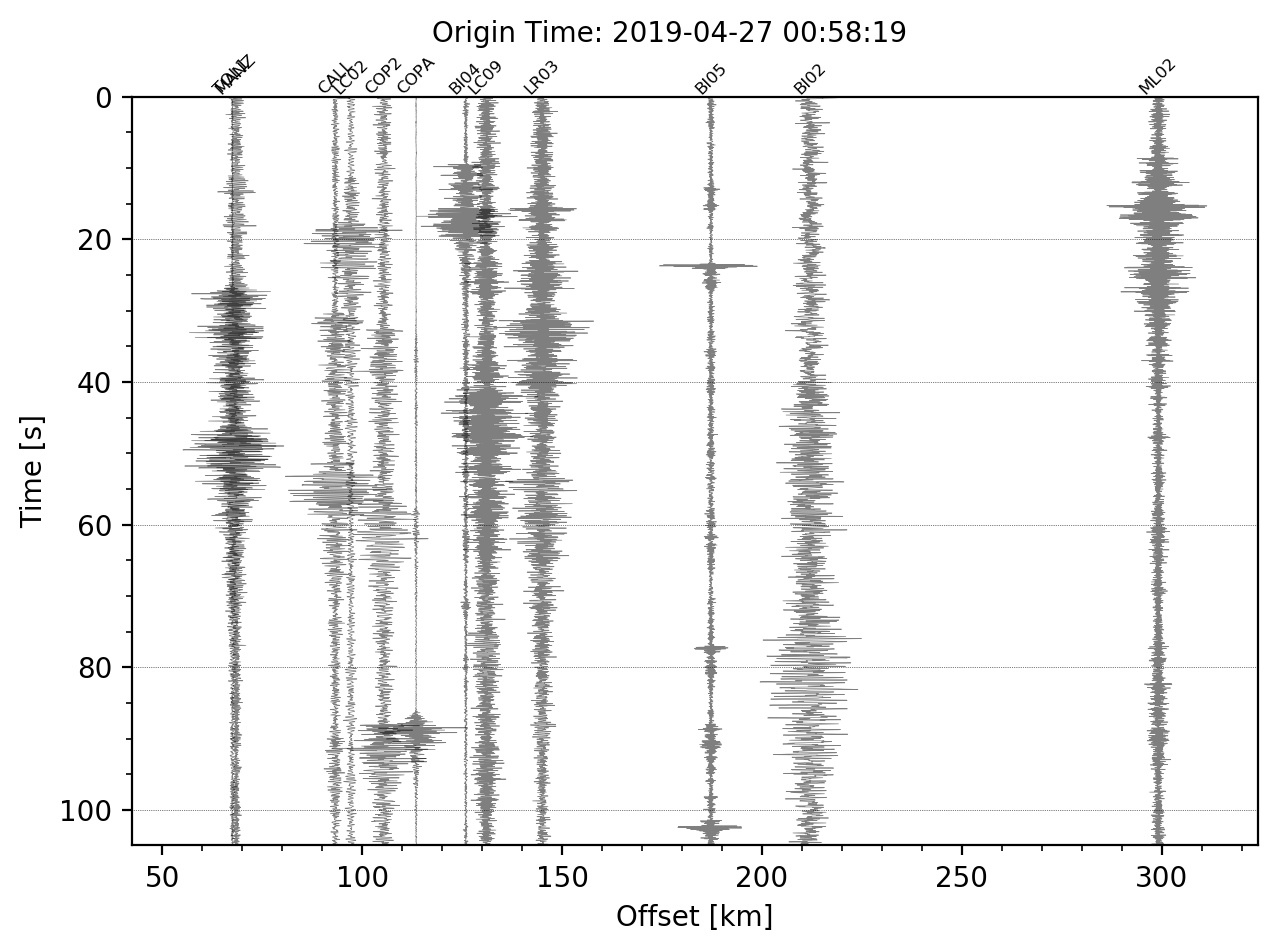 Origin Time: 2019-04-27 00:58:19
MANZ CALL LC02 COP2 COPA BI04 LC09 LR03 BI05 BI02 ML02
0
20
40
60
80
100
Time [s]
50 100 150 200 250 300
Offset [km]